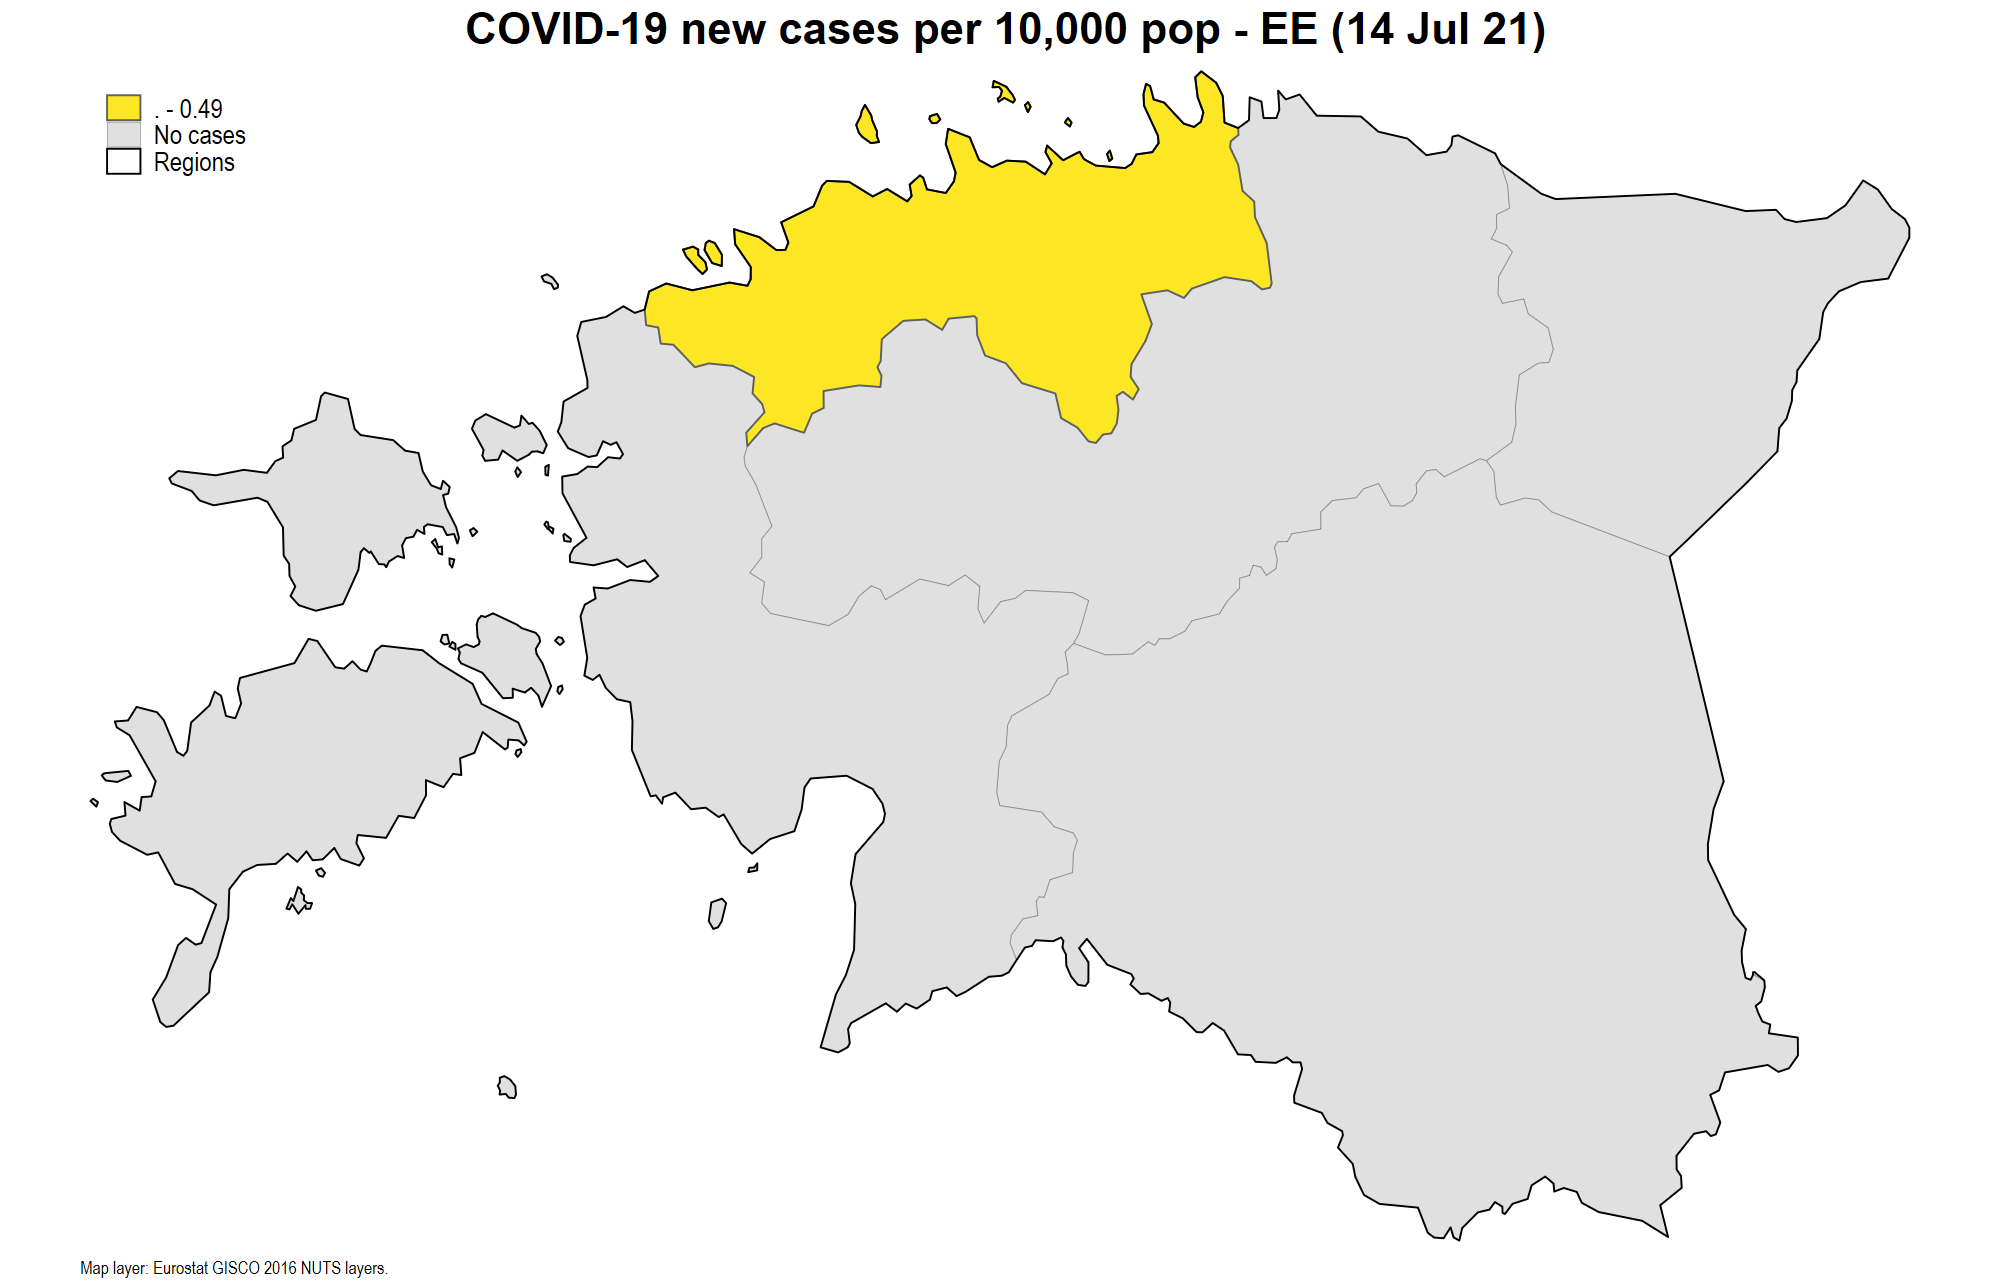 COVID-19 new cases per 10,000 pop - EE (14 Jul 21)
. - 0.49
No cases
Regions
Map layer: Eurostat GISCO 2016 NUTS layers.